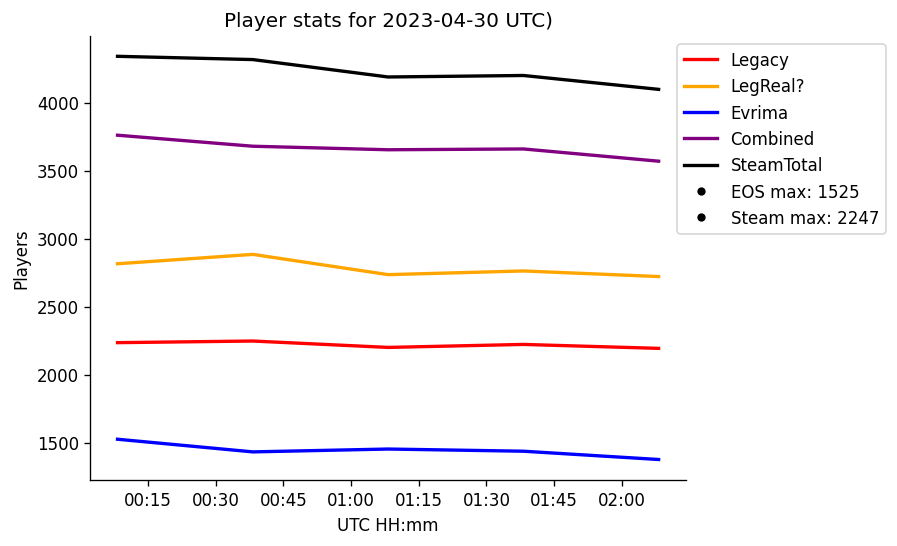 Player stats for 2023-04-30 UTC)
Legacy
LegReal?
Evrima
Combined
SteamTotal
EOS max: 1525
Steam max: 2247
Players
4000
3500
3000
2500
2000
1500
00:15 00:30 00:45 01:00 01:15 01:30 01:45 02:00
UTC HH:mm